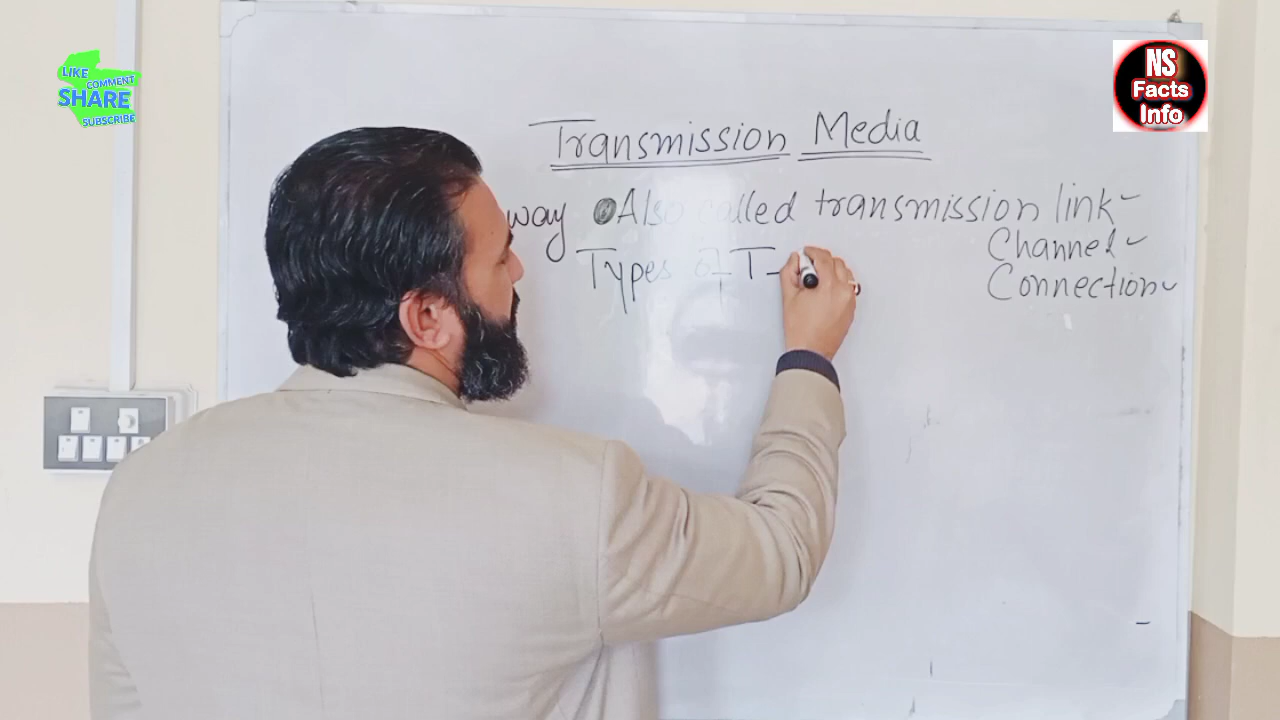 LIKE
COMMENT
SHARE
SUBSCRIBE
NS
Facts
Info
Transmission Media
way Also called transmission link
Channel
Connection
Types of T